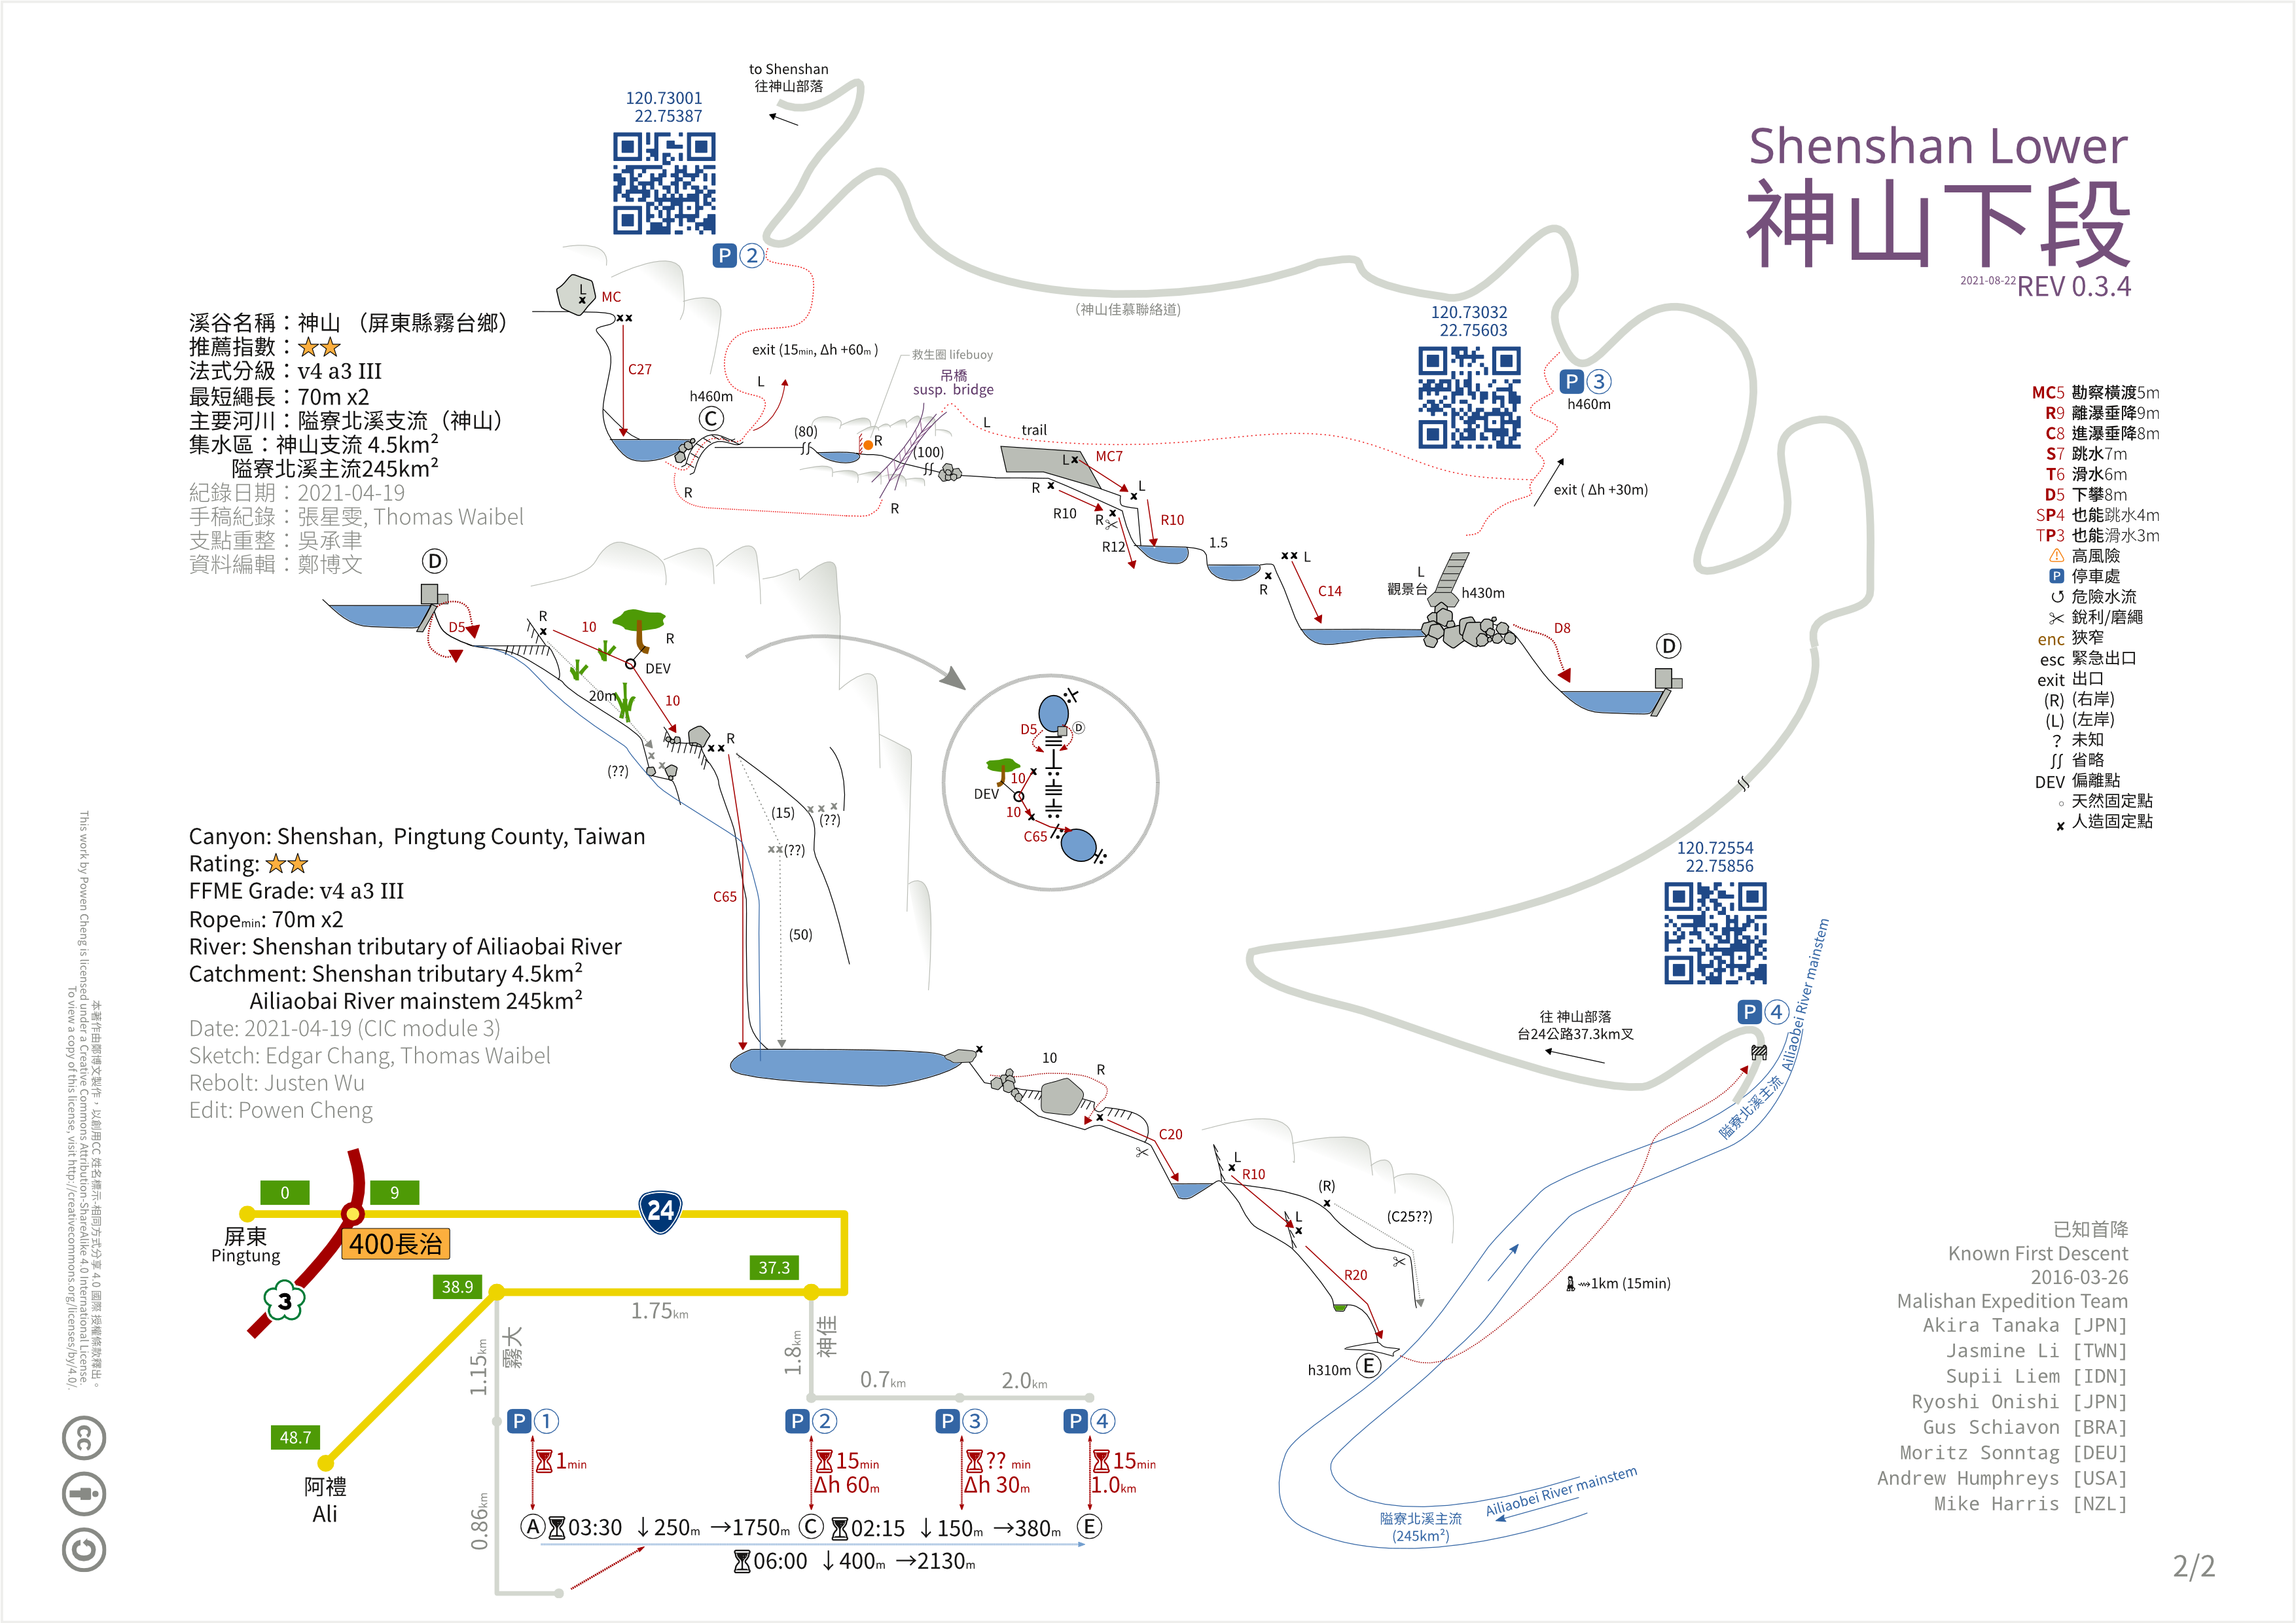 to Shenshan
往神山部落
120.73001
22.75387
P 2
Shenshan Lower
神山下段
2021-08-22 REV 0.3.4
溪谷名稱：神山 （屏東縣霧台鄉）
推薦指數：
法式分級：v4 a3 III
最短繩長：70m x2
主要河川：隘寮北溪支流（神山）
集水區：神山支流 4.5km²
隘寮北溪主流245km²
紀錄日期：2021-04-19
手稿紀錄：張星雯, Thomas Waibel
支點重整：吳承聿
資料編輯：鄭博文
L
MC
C27
exit (15min, Δh +60m )
L
h460m
C
R
(80)
救生圈 lifebuoy
吊橋
susp. bridge
R
(100)
R
L
trail
L
MC7
R
L
R10
R
R10
R12
1.5
R
L
C14
（神山佳慕聯絡道）
120.73032
22.75603
P 3
h460m
exit ( Δh +30m)
L
觀景台
h430m
D8
D
MC5 勘察橫渡5m
R9 離瀑垂降9m
C8 進瀑垂降8m
S7 跳水7m
T6 滑水6m
D5 下攀8m
SP4 也能跳水4m
TP3 也能滑水3m
高風險
P 停車處
危險水流
銳利/磨繩
enc 狹窄
esc 緊急出口
exit 出口
(R) (右岸)
(L) (左岸)
? 未知
∫∫ 省略
DEV 偏離點
天然固定點
x 人造固定點
D
D5
R
10
R
DEV
20m
10
(??)
R
(15)
(??)
(??)
C65
(50)
D5
D
10
DEV
10
C65
Canyon: Shenshan, Pingtung County, Taiwan
Rating:
FFME Grade: v4 a3 III
Ropemin: 70m x2
River: Shenshan tributary of Ailiaobai River
Catchment: Shenshan tributary 4.5km²
Ailiaobai River mainstem 245km²
Date: 2021-04-19 (CIC module 3)
Sketch: Edgar Chang, Thomas Waibel
Rebolt: Justen Wu
Edit: Powen Cheng
本著作由鄭博文製作，以創用CC 姓名標示-相同方式分享 4.0 國際 授權條款釋出。
This work by Powen Cheng is licensed under a Creative Commons Attribution-ShareAlike 4.0 International License.
To view a copy of this license, visit http://creativecommons.org/licenses/by/4.0/.
10
R
C20
L
R10
(R)
L
(C25??)
R20
h310m
E
120.72554
22.75856
P 4
往 神山部落
台24公路37.3km叉
隘寮北溪主流 Ailiaobei River mainstem
1km (15min)
Ailiaobei River mainstem
隘寮北溪主流
(245km²)
0
9
24
屏東
Pingtung
400長治
3
38.9
37.3
1.75km
48.7
阿禮
Ali
1.15km
霧大
1.8km
神佳
0.7km
2.0km
0.86km
P 1
P 2
P 3
P 4
1min
15min
Δh 60m
?? min
Δh 30m
15min
1.0km
A 03:30 ↓250m →1750m C 02:15 ↓150m →380m E
06:00 ↓400m →2130m
已知首降
Known First Descent
2016-03-26
Malishan Expedition Team
Akira Tanaka [JPN]
Jasmine Li [TWN]
Supii Liem [IDN]
Ryoshi Onishi [JPN]
Gus Schiavon [BRA]
Moritz Sonntag [DEU]
Andrew Humphreys [USA]
Mike Harris [NZL]
2/2